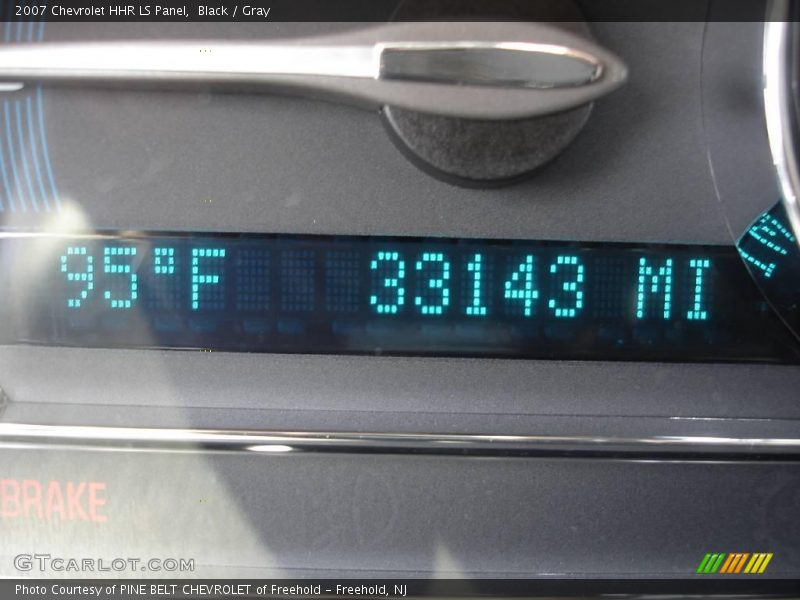 2007 Chevrolet HHR LS Panel, Black / Gray
95°F 33143 MI
BRAKE
GTCARLOT.COM
Photo Courtesy of PINE BELT CHEVROLET of Freehold - Freehold, NJ